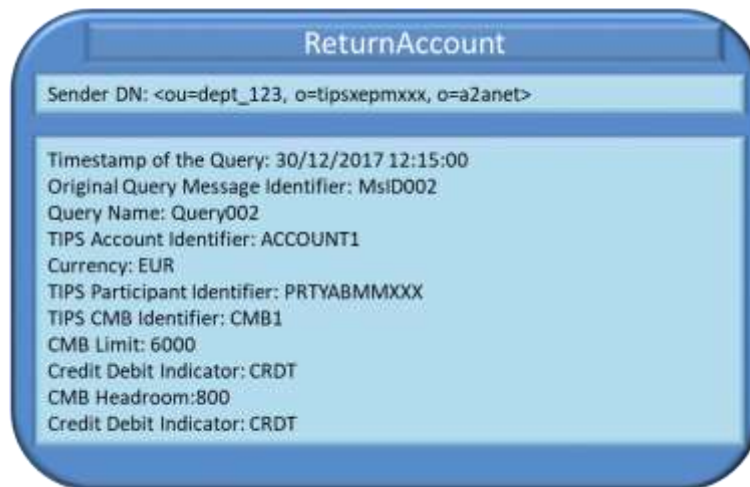 ReturnAccount
Sender DN: <ou=dept_123, o=tipsxepmxxx, o=a2anet>
Timestamp of the Query: 30/12/2017 12:15:00
Original Query Message Identifier: MsID002
Query Name: Query002
TIPS Account Identifier: ACCOUNT1
Currency: EUR
TIPS Participant Identifier: PRTYABMMXXX
TIPS CMB Identifier: CMB1
CMB Limit: 6000
Credit Debit Indicator: CRDT
CMB Headroom:800
Credit Debit Indicator: CRDT